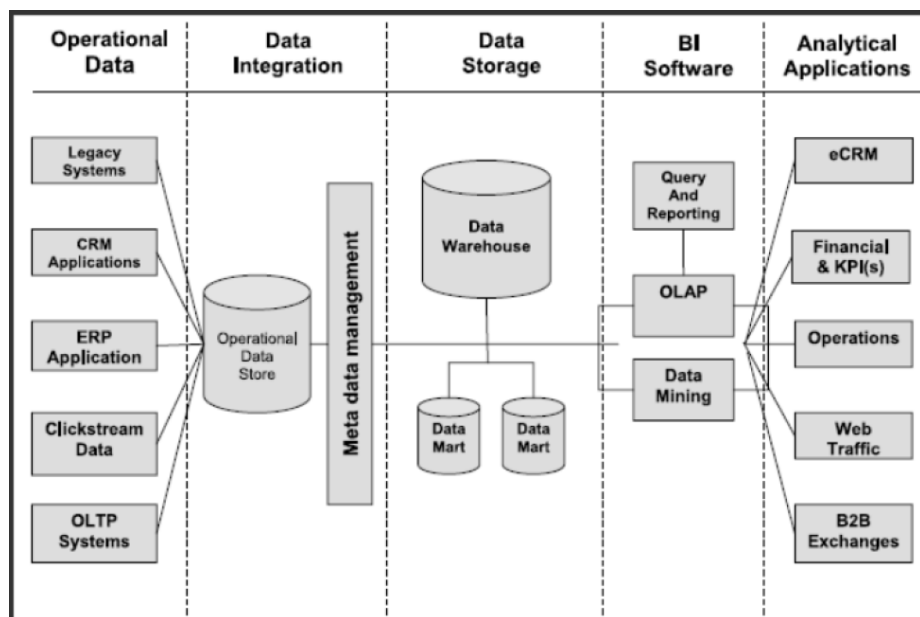 Operational
Data
Data
Integration
Data
Storage
BI
Software
Analytical
Applications
Legacy
Systems
CRM
Applications
ERP
Application
Clickstream
Data
OLTP
Systems
Operational
Data
Store
Meta data management
Data
Warehouse
Data
Mart
Data
Mart
Query
And
Reporting
OLAP
Data
Mining
eCRM
Financial
& KPI(s)
Operations
Web
Traffic
B2B
Exchanges